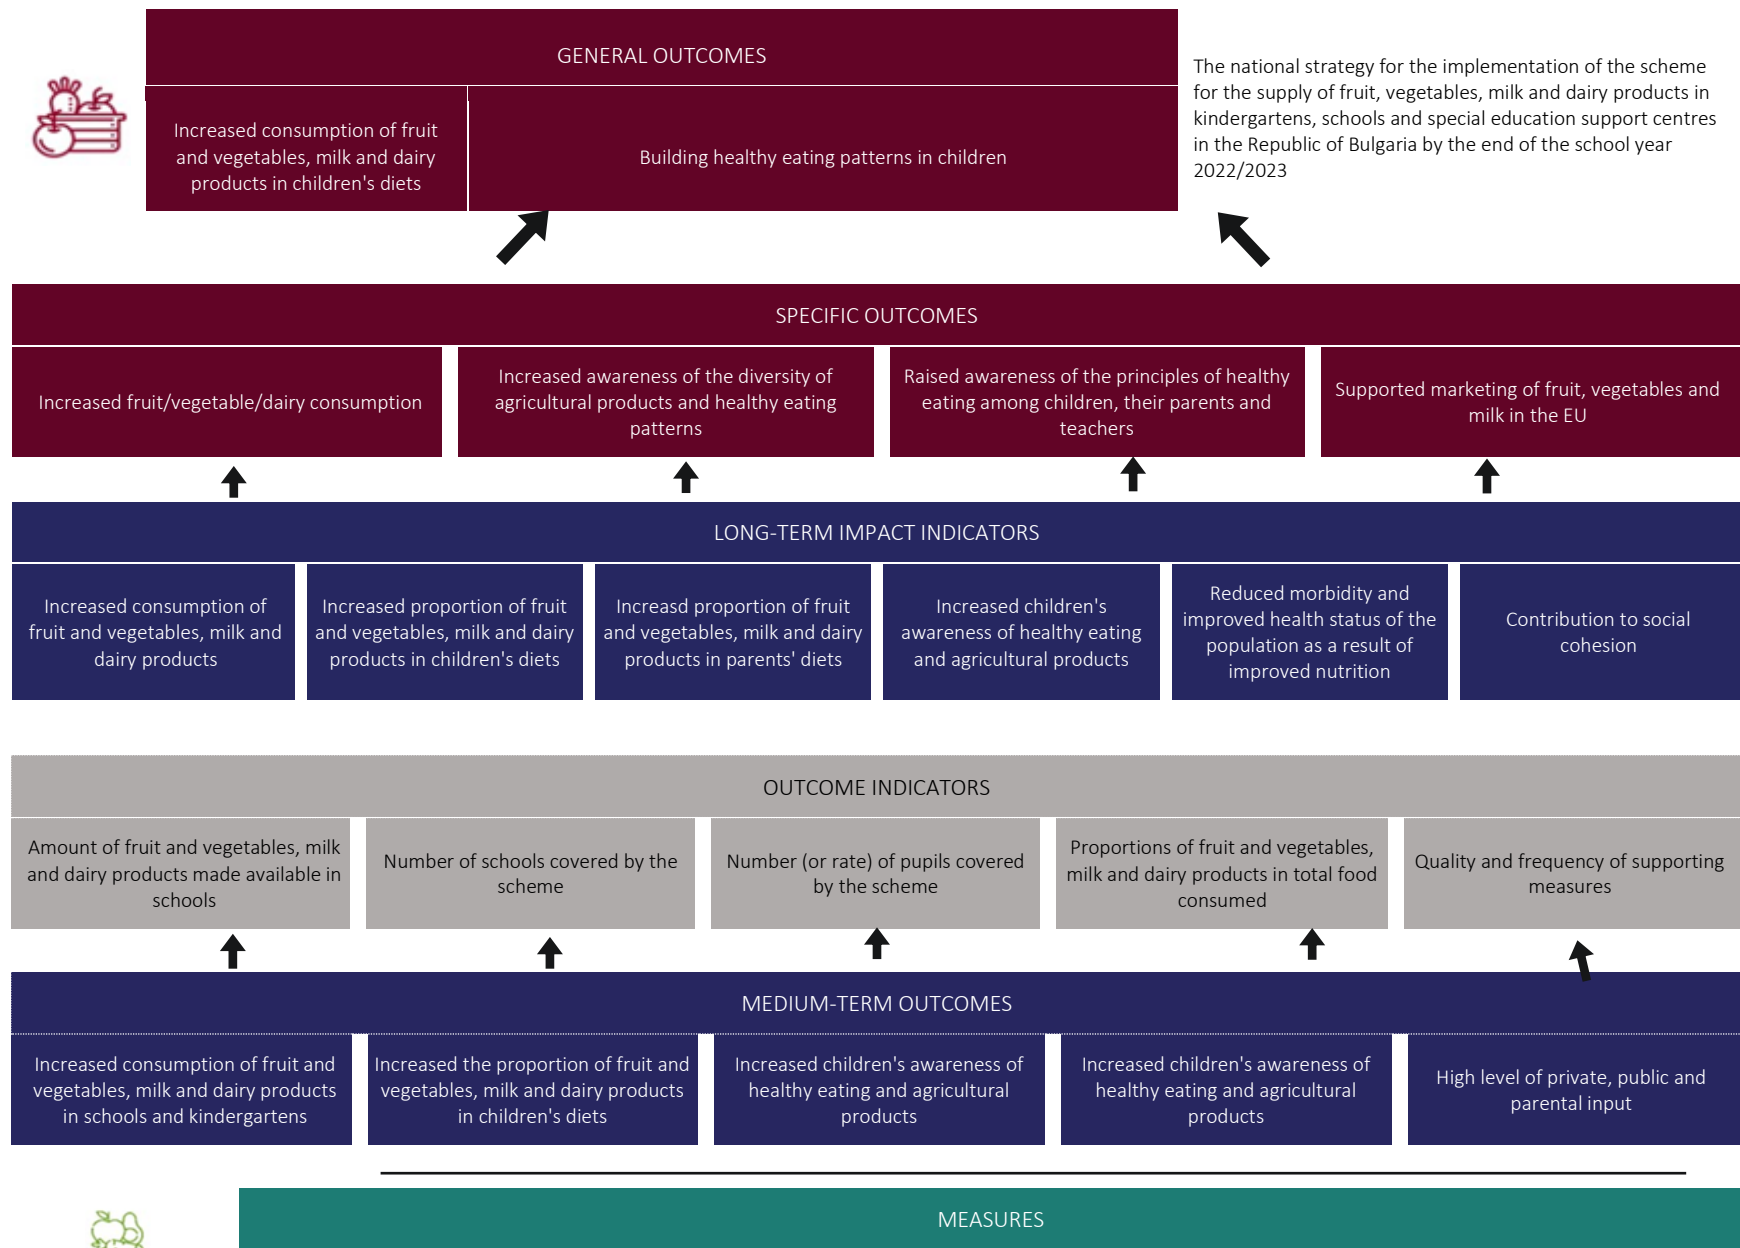 GENERAL OUTCOMES
Increased consumption of fruit
and vegetables, milk and dairy
products in children's diets
Building healthy eating patterns in children
The national strategy for the implementation of the scheme
for the supply of fruit, vegetables, milk and dairy products in
kindergartens, schools and special education support centres
in the Republic of Bulgaria by the end of the school year
2022/2023
SPECIFIC OUTCOMES
Increased fruit/vegetable/dairy consumption
Increased awareness of the diversity of
agricultural products and healthy eating
patterns
Raised awareness of the principles of healthy
eating among children, their parents and
teachers
Supported marketing of fruit, vegetables and
milk in the EU
LONG-TERM IMPACT INDICATORS
Increased consumption of
fruit and vegetables, milk and
dairy products
Increased proportion of fruit
and vegetables, milk and dairy
products in children's diets
Increasd proportion of fruit
and vegetables, milk and dairy
products in parents' diets
Increased children's
awareness of healthy eating
and agricultural products
Reduced morbidity and
improved health status of the
population as a result of
improved nutrition
Contribution to social
cohesion
OUTCOME INDICATORS
Amount of fruit and vegetables, milk
and dairy products made available in
schools
Number of schools covered by the
scheme
Number (or rate) of pupils covered
by the scheme
Proportions of fruit and vegetables,
milk and dairy products in total food
consumed
Quality and frequency of supporting
measures
MEDIUM-TERM OUTCOMES
Increased consumption of fruit and
vegetables, milk and dairy products
in schools and kindergartens
Increased the proportion of fruit and
vegetables, milk and dairy products
in children's diets
Increased children's awareness of
healthy eating and agricultural
products
Increased children's awareness of
healthy eating and agricultural
products
High level of private, public and
parental input
MEASURES